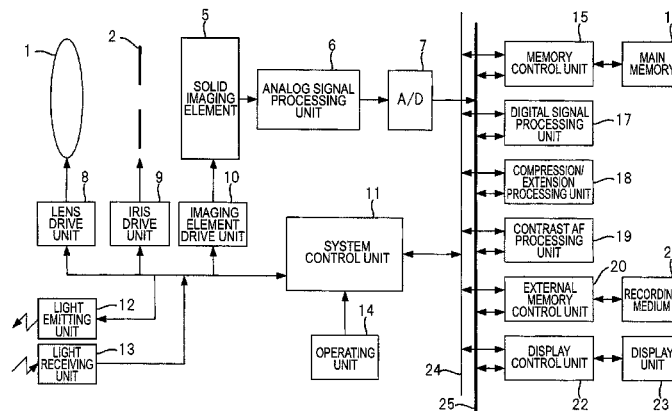 1
2
5
SOLID
IMAGING
ELEMENT
6
ANALOG SIGNAL
PROCESSING
UNIT
7
A/D
8
LENS
DRIVE
UNIT
9
IRIS
DRIVE
UNIT
10
IMAGING
ELEMENT
DRIVE UNIT
11
SYSTEM
CONTROL UNIT
12
LIGHT
EMITTING
UNIT
13
LIGHT
RECEIVING
UNIT
14
OPERATING
UNIT
15
MEMORY
CONTROL UNIT
MAIN
MEMORY
DIGITAL SIGNAL
PROCESSING
UNIT
17
COMPRESSION/
EXTENSION
PROCESSING UNIT
18
CONTRAST AF
PROCESSING
UNIT
19
20
EXTERNAL
MEMORY
CONTROL UNIT
RECORDING
MEDIUM
DISPLAY
CONTROL UNIT
22
DISPLAY
UNIT
23
24
25